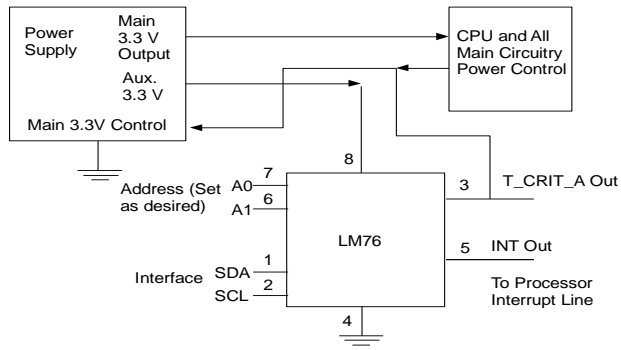 Power
Supply
Main
3.3 V
Output
Aux.
3.3 V
Main 3.3V Control
CPU and All
Main Circuitry
Power Control
8
7
Address (Set
as desired)
A0
6
A1
3
T_CRIT_A Out
LM76
5
INT Out
1
Interface
SDA
2
SCL
To Processor
Interrupt Line
4